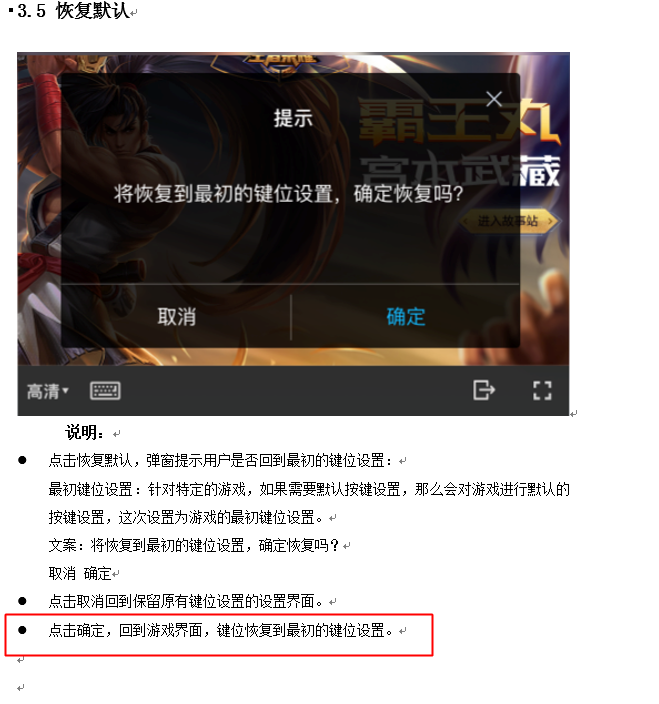 3.5 恢复默认
霸王丸
提示
宫本武藏
将恢复到最初的键位设置，确定恢复吗？
进入故事站
取消
确定
高清
说明：
点击恢复默认，弹窗提示用户是否回到最初的键位设置：
最初键位设置：针对特定的游戏，如果需要默认按键设置，那么会对游戏进行默认的
按键设置，这次设置为游戏的最初键位设置。
文案：将恢复到最初的键位设置，确定恢复吗？
取消 确定
点击取消回到保留原有键位设置的设置界面。
点击确定，回到游戏界面，键位恢复到最初的键位设置。